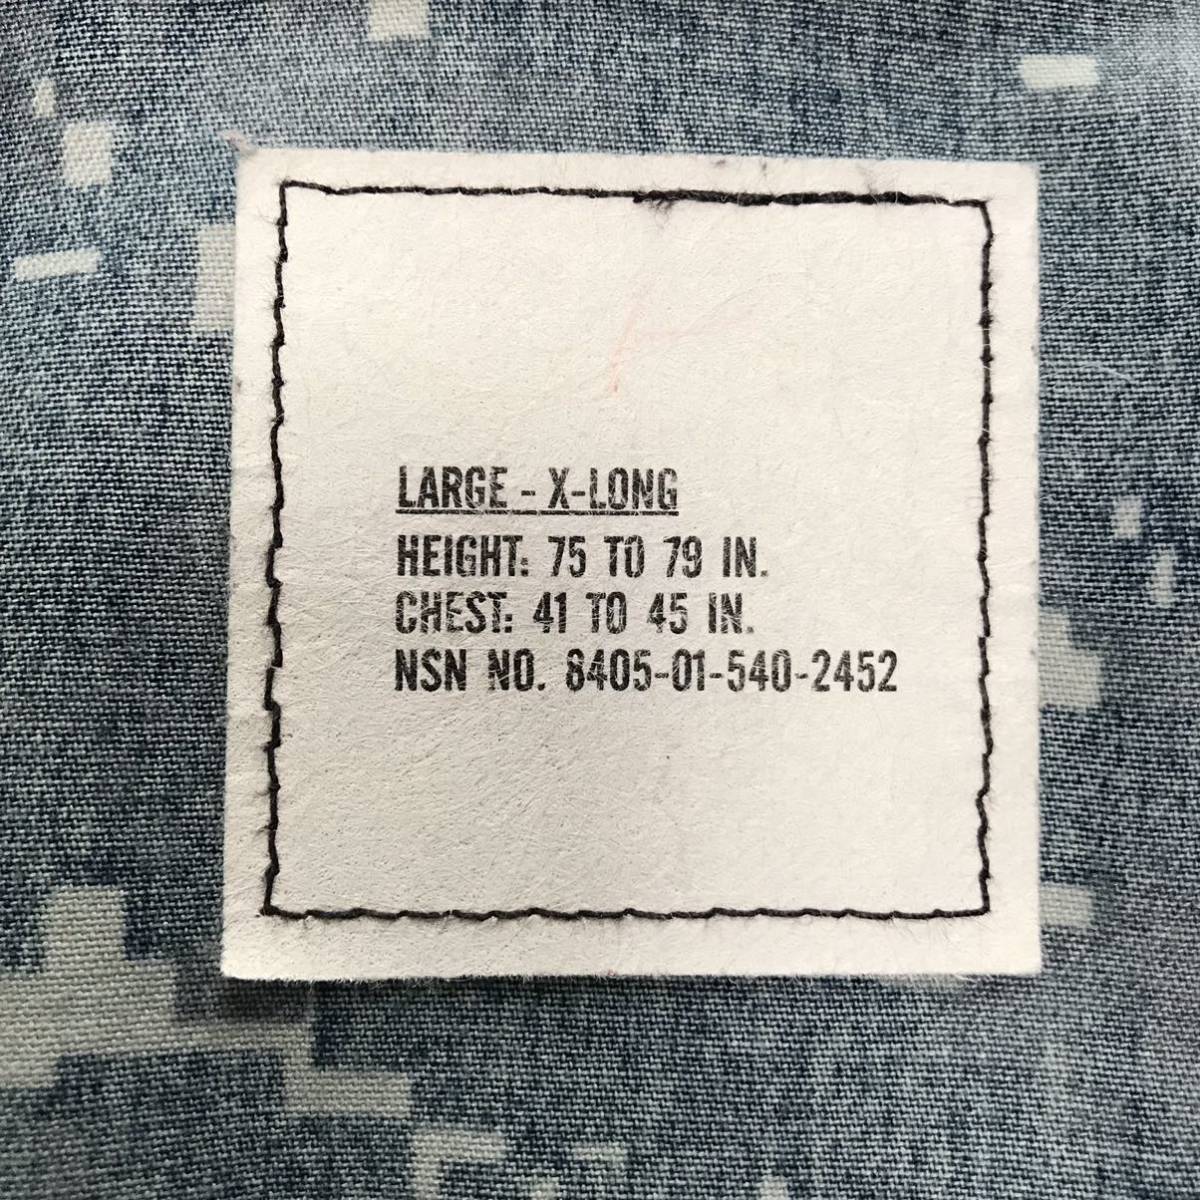 LARGE - X-LONG
HEIGHT: 75 TO 79 IN.
CHEST: 41 TO 45 IN.
NSN NO. 8405-01-540-2452